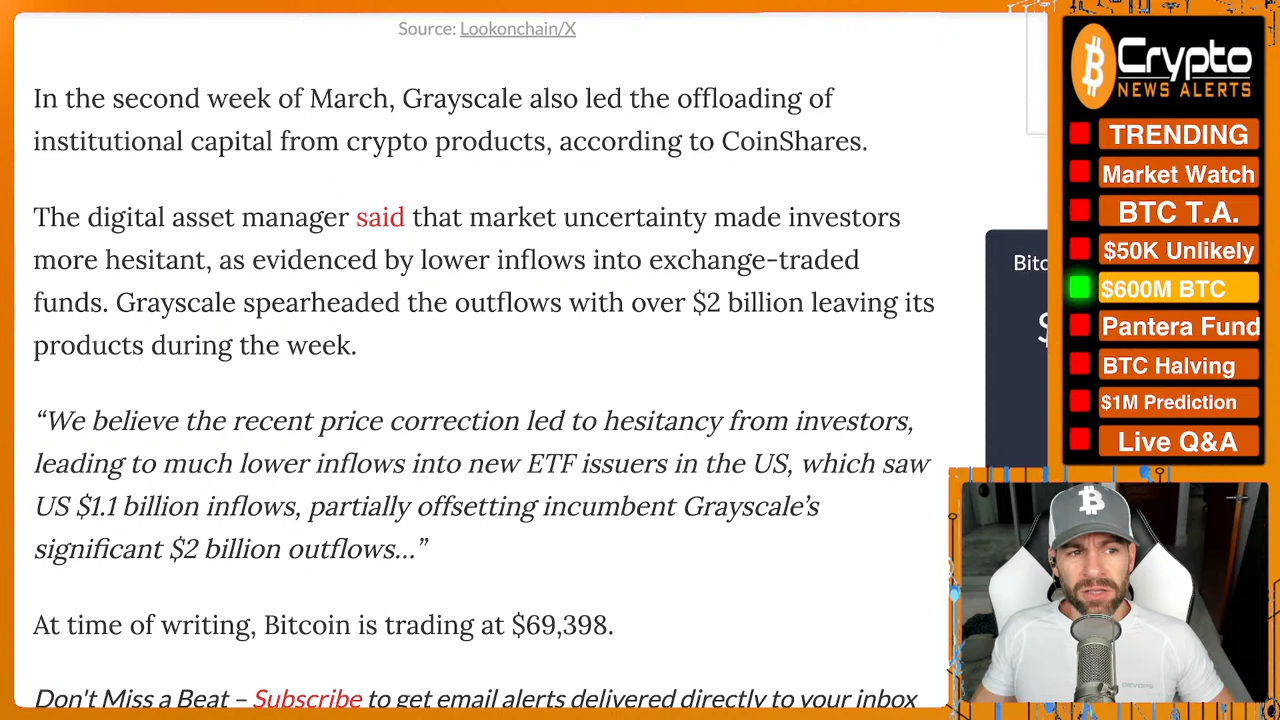 Source: Lookonchain/X
In the second week of March, Grayscale also led the offloading of
institutional capital from crypto products, according to CoinShares.
The digital asset manager said that market uncertainty made investors
more hesitant, as evidenced by lower inflows into exchange-traded
funds. Grayscale spearheaded the outflows with over $2 billion leaving its
products during the week.
“We believe the recent price correction led to hesitancy from investors,
leading to much lower inflows into new ETF issuers in the US, which saw
US $1.1 billion inflows, partially offsetting incumbent Grayscale’s
significant $2 billion outflows…”
At time of writing, Bitcoin is trading at $69,398.
Don't Miss a Beat – Subscribe to get email alerts delivered directly to your inbox
Bitc
$
Crypto
NEWS ALERTS
TRENDING
Market Watch
BTC T.A.
$50K Unlikely
$600M BTC
Pantera Fund
BTC Halving
$1M Prediction
Live Q&A